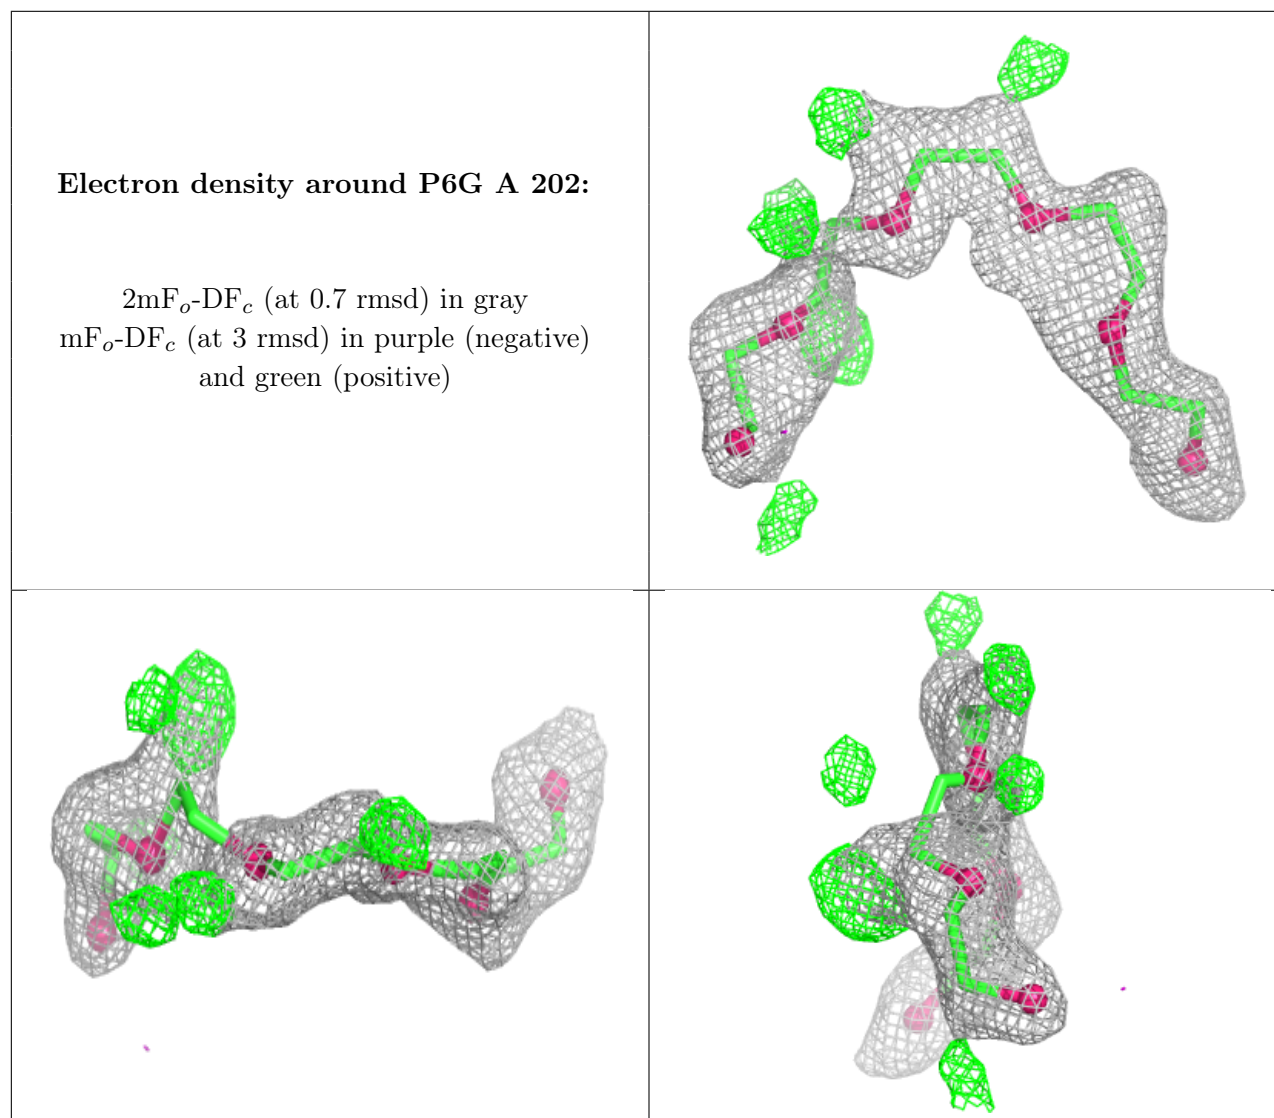 Electron density around P6G A 202:
2mFo-DFc (at 0.7 rmsd) in gray
mFo-DFc (at 3 rmsd) in purple (negative)
and green (positive)